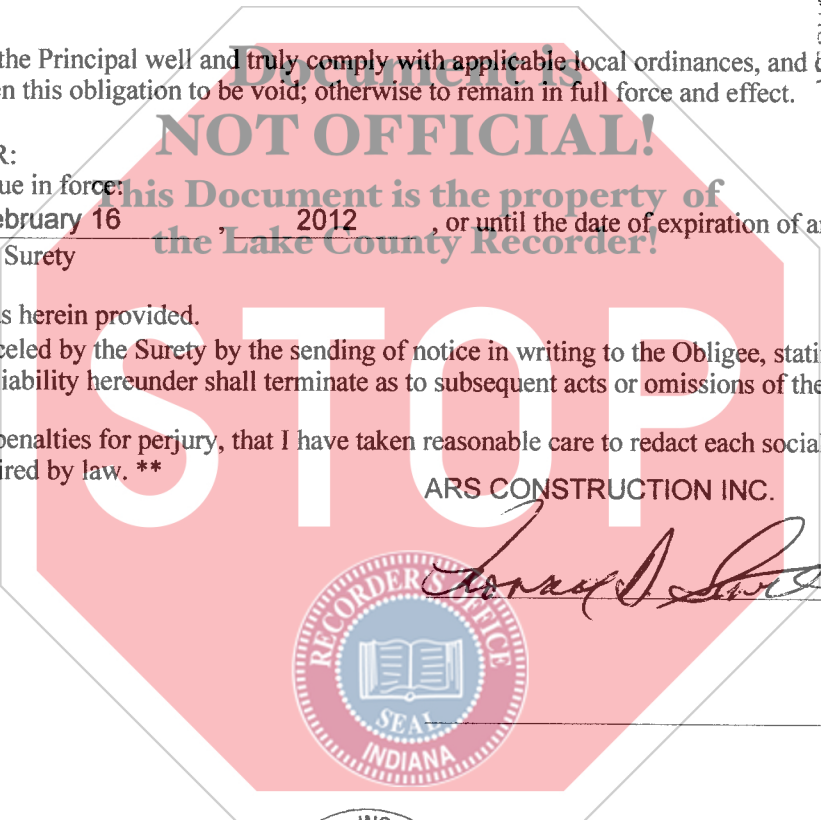 the Principal well and truly comply with applicable local ordinances, and
Document is
en this obligation to be void; otherwise to remain in full force and effect.
NOT OFFICIAL!
R:
ue in force:
This Document is the property of
ebruary 16 , 2012 , or until the date of expiration of
the Lake County Recorder!
Surety
s herein provided.
STOP
celed by the Surety by the sending of notice in writing to the Obligee, stati
iability hereunder shall terminate as to subsequent acts or omissions of the
penalties for perjury, that I have taken reasonable care to redact each social
ired by law. **
ARS CONSTRUCTION INC.
RECORDER'S OFFICE
SEAL
INDIANA
INC